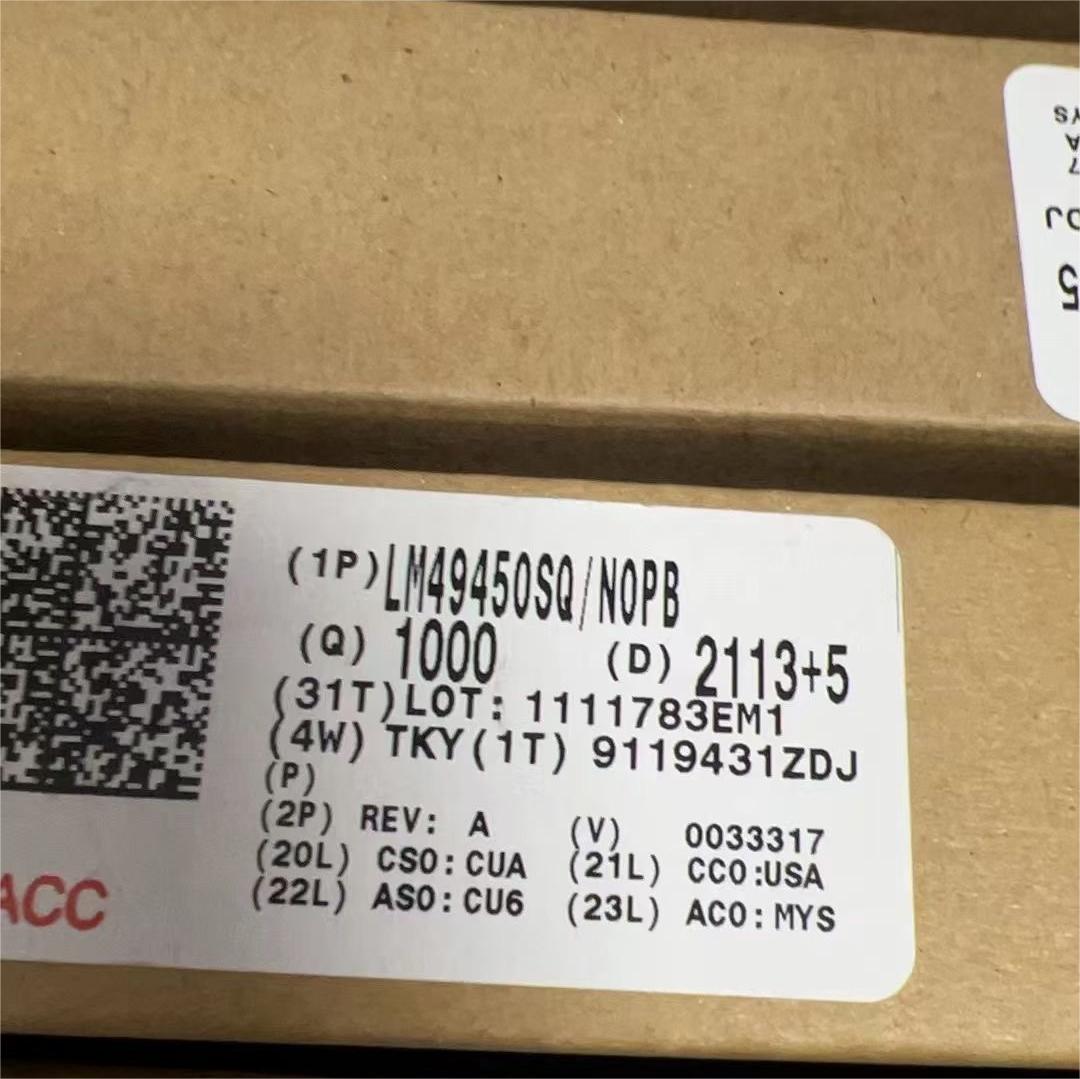 (1P)LM49450SQ/NOPB
(Q) 1000 (D) 2113+5
(31T)LOT: 1111783EM1
(4W) TKY(1T) 9119431ZDJ
(P)
(2P) REV: A (V) 0033317
(20L) CSO:CUA (21L) CCO:USA
(22L) ASO:CU6 (23L) ACO:MYS
ACC